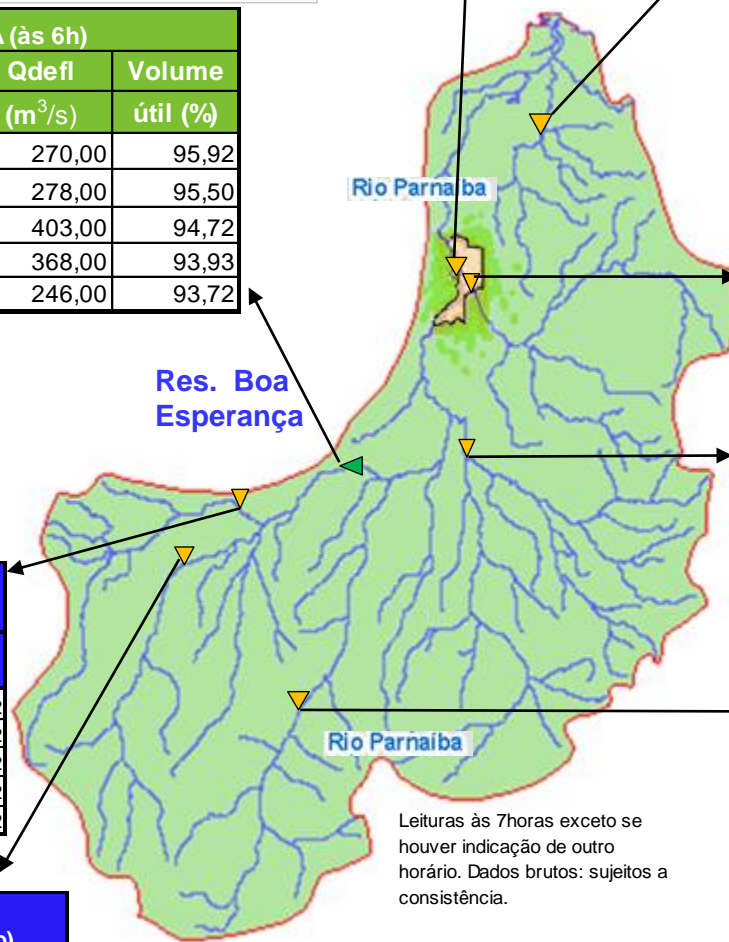 A (às 6h)
Qdefl Volume
(m³/s) útil (%)
270,00 95,92
278,00 95,50
403,00 94,72
368,00 93,93
246,00 93,72
Rio Parnaíba
Res. Boa
Esperança
Rio Parnaíba
Leituras às 7horas exceto se
houver indicação de outro
horário. Dados brutos: sujeitos a
consistência.